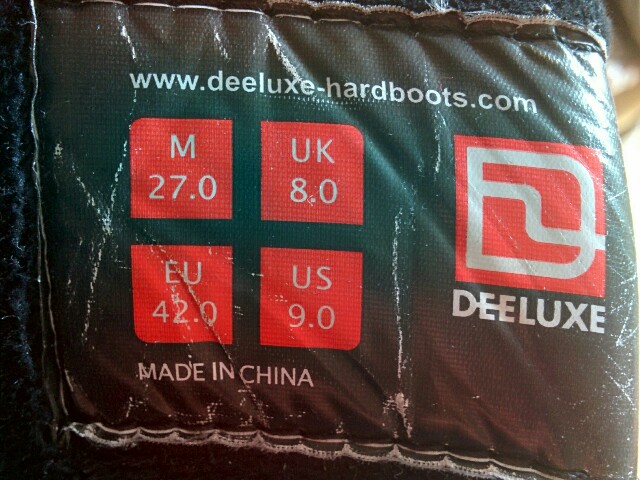 www.deeluxe-hardboots.com
M
27.0
UK
8.0
EU
42.0
US
9.0
DEELUXE
MADE IN CHINA